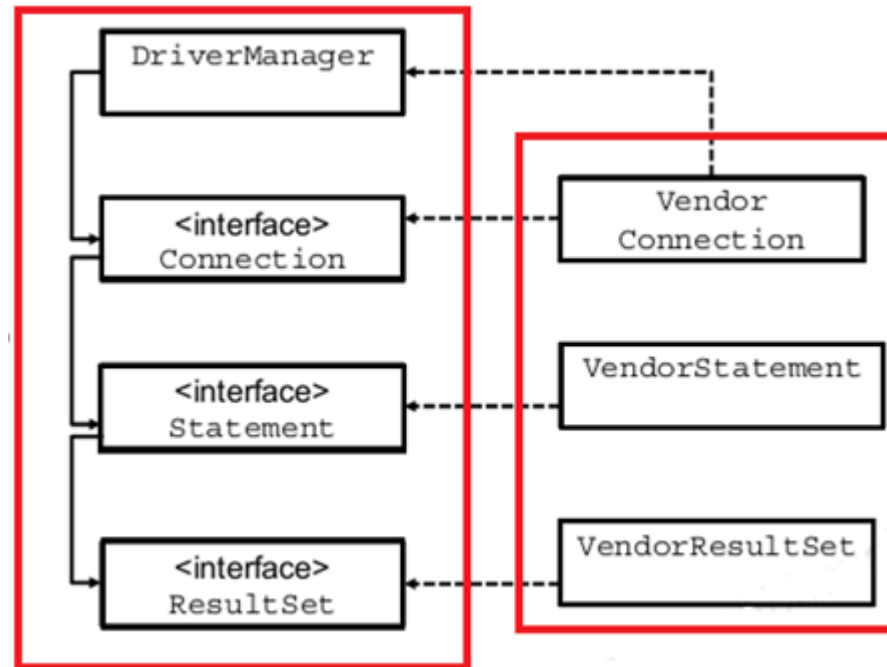 DriverManager
<interface>
Connection
<interface>
Statement
<interface>
ResultSet
Vendor
Connection
VendorStatement
VendorResultSet